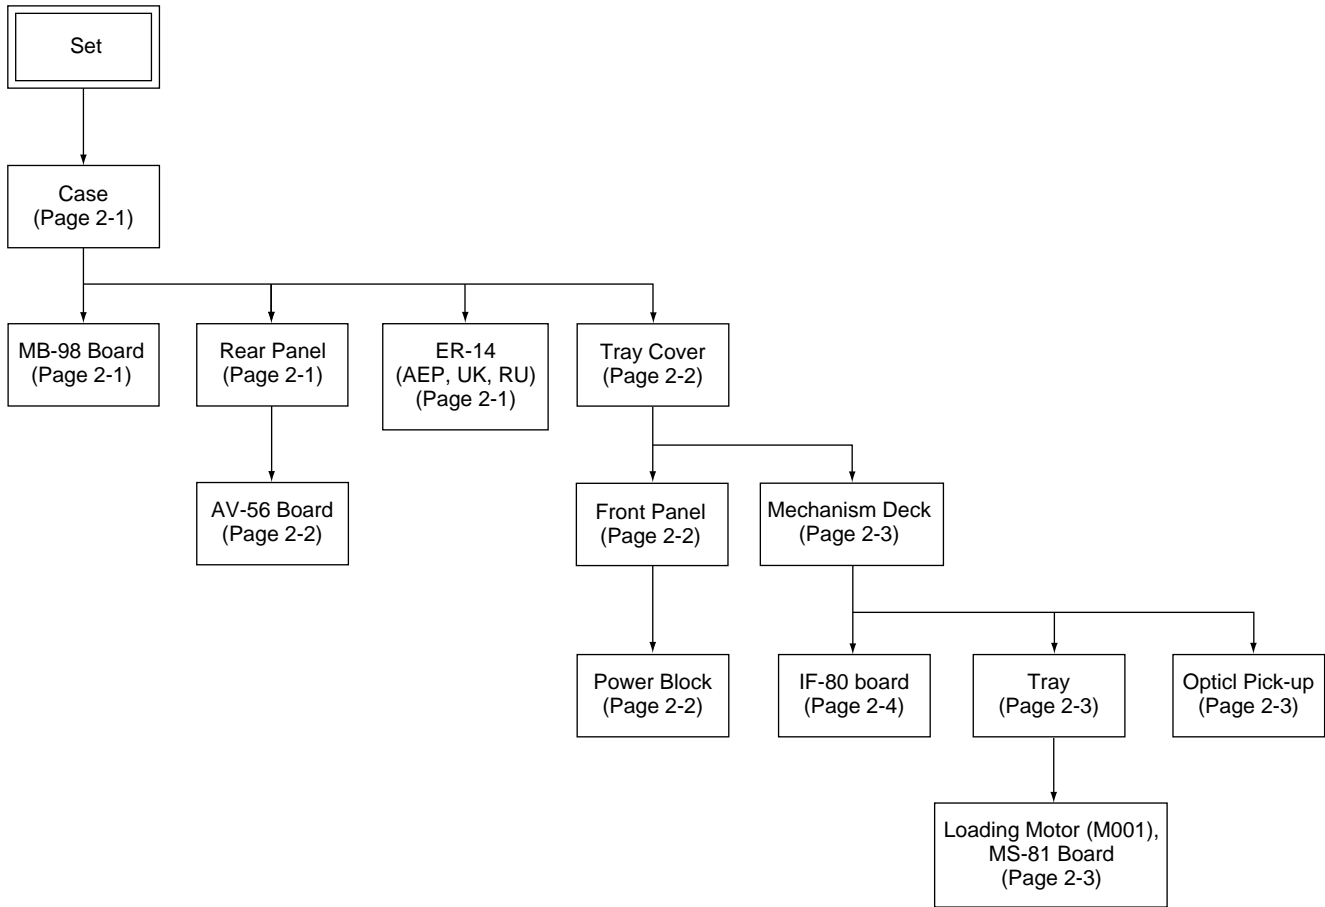 Set
Case
(Page 2-1)
MB-98 Board
(Page 2-1)
Rear Panel
(Page 2-1)
ER-14
(AEP, UK, RU)
(Page 2-1)
Tray Cover
(Page 2-2)
AV-56 Board
(Page 2-2)
Front Panel
(Page 2-2)
Mechanism Deck
(Page 2-3)
Power Block
(Page 2-2)
IF-80 board
(Page 2-4)
Tray
(Page 2-3)
Opticl Pick-up
(Page 2-3)
Loading Motor (M001),
MS-81 Board
(Page 2-3)